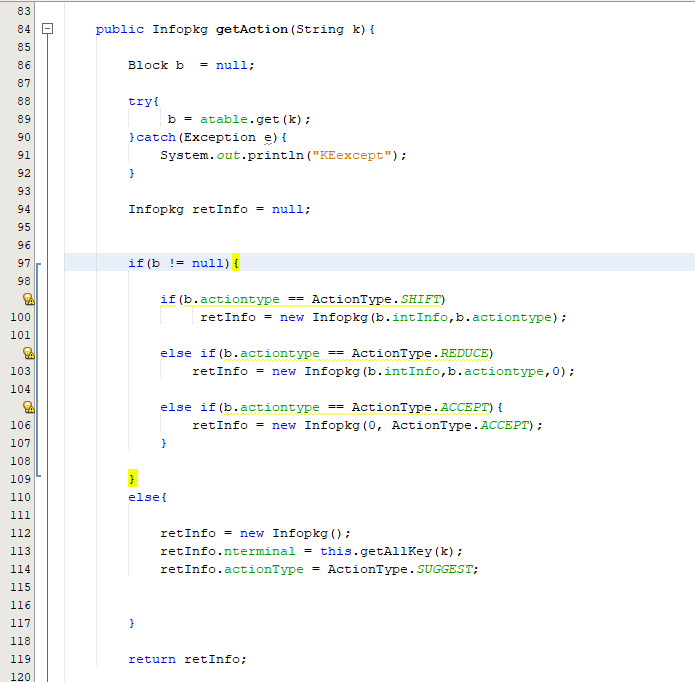 83
84 public Infopkg getAction(String k){
85
86 Block b  = null;
87
88 try{
89 b = atable.get(k);
90 }catch(Exception e){
91 System.out.println("KEexcept");
92 }
93
94 Infopkg retInfo = null;
95
96
97 if(b != null){
98
if(b.actiontype == ActionType.SHIFT)
100 retInfo = new Infopkg(b.intInfo,b.actiontype);
101
else if(b.actiontype == ActionType.REDUCE)
103 retInfo = new Infopkg(b.intInfo,b.actiontype,0);
104
else if(b.actiontype == ActionType.ACCEPT){
106 retInfo = new Infopkg(0, ActionType.ACCEPT);
107 }
108
109 }
110 else{
111
112 retInfo = new Infopkg();
113 retInfo.nterminal = this.getAllKey(k);
114 retInfo.actionType = ActionType.SUGGEST;
115
116
117 }
118
119 return retInfo;
120